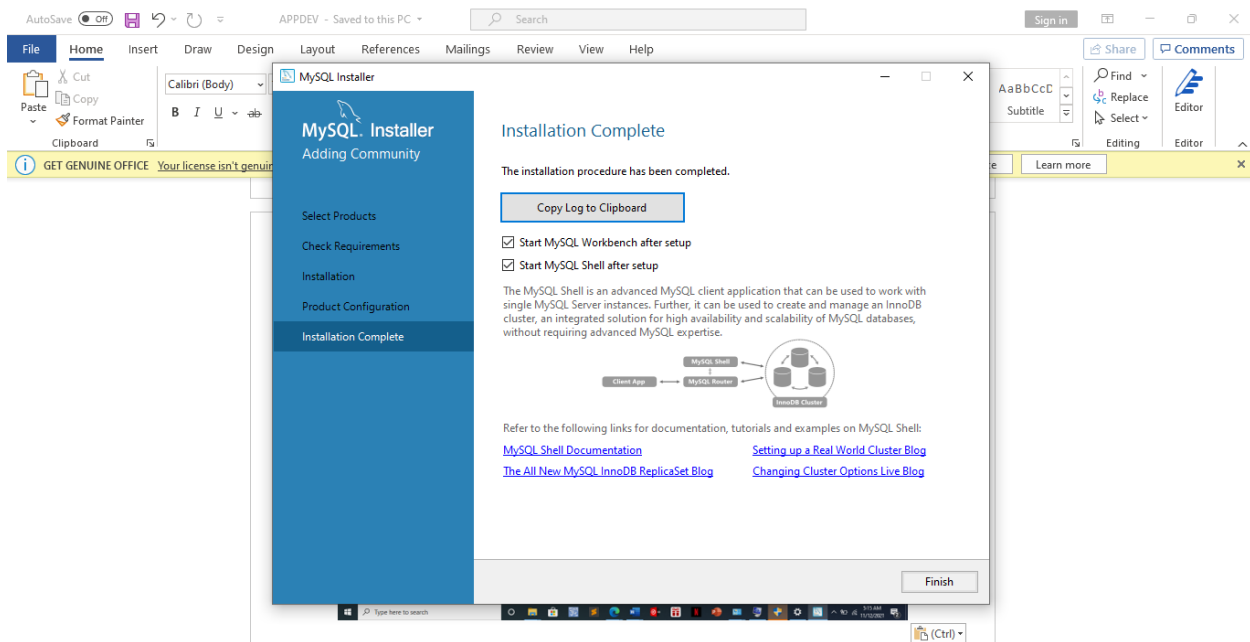 AutoSave Off APPDEV - Saved to this PC Search Sign in
File Home Insert Draw Design Layout References Mailings Review View Help Share Comments
Paste
Cut
Copy
Format Painter
Clipboard
Calibri (Body)
B I U ab
AaBbCcD
Subtitle
Find
Replace
Select
Editing
Editor
Editor
GET GENUINE OFFICE Your license isn't genuin
Learn more
MySQL Installer
MySQL. Installer
Adding Community
Select Products
Check Requirements
Installation
Product Configuration
Installation Complete
Installation Complete
The installation procedure has been completed.
Copy Log to Clipboard
Start MySQL Workbench after setup
Start MySQL Shell after setup
The MySQL Shell is an advanced MySQL client application that can be used to work with
single MySQL Server instances. Further, it can be used to create and manage an InnoDB
cluster, an integrated solution for high availability and scalability of MySQL databases,
without requiring advanced MySQL expertise.
MySQL Shell
Client App MySQL Router
InnoDB Cluster
Refer to the following links for documentation, tutorials and examples on MySQL Shell:
MySQL Shell Documentation Setting up a Real World Cluster Blog
The All New MySQL InnoDB ReplicaSet Blog Changing Cluster Options Live Blog
Finish
Type here to search
(Ctrl)